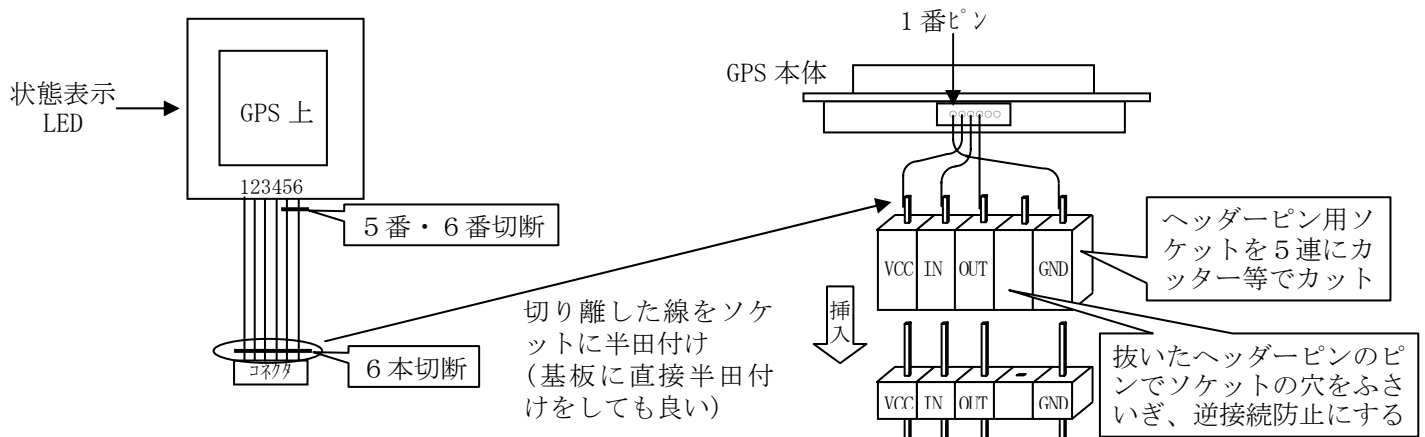 状態表示
LED
GPS 上
123456
5番・6番切断
6本切断
コネクタ
切り離した線をソケ
ットに半田付け
(基板に直接半田付
けをしても良い)
1番ピン
GPS 本体
VCC IN OUT GND
挿入
VCC IN OUT GND
ヘッダーピン用ソ
ケットを5連にカ
ッター等でカット
抜いたヘッダーピンのピ
ンでソケットの穴をふさ
いぎ、逆接続防止にする